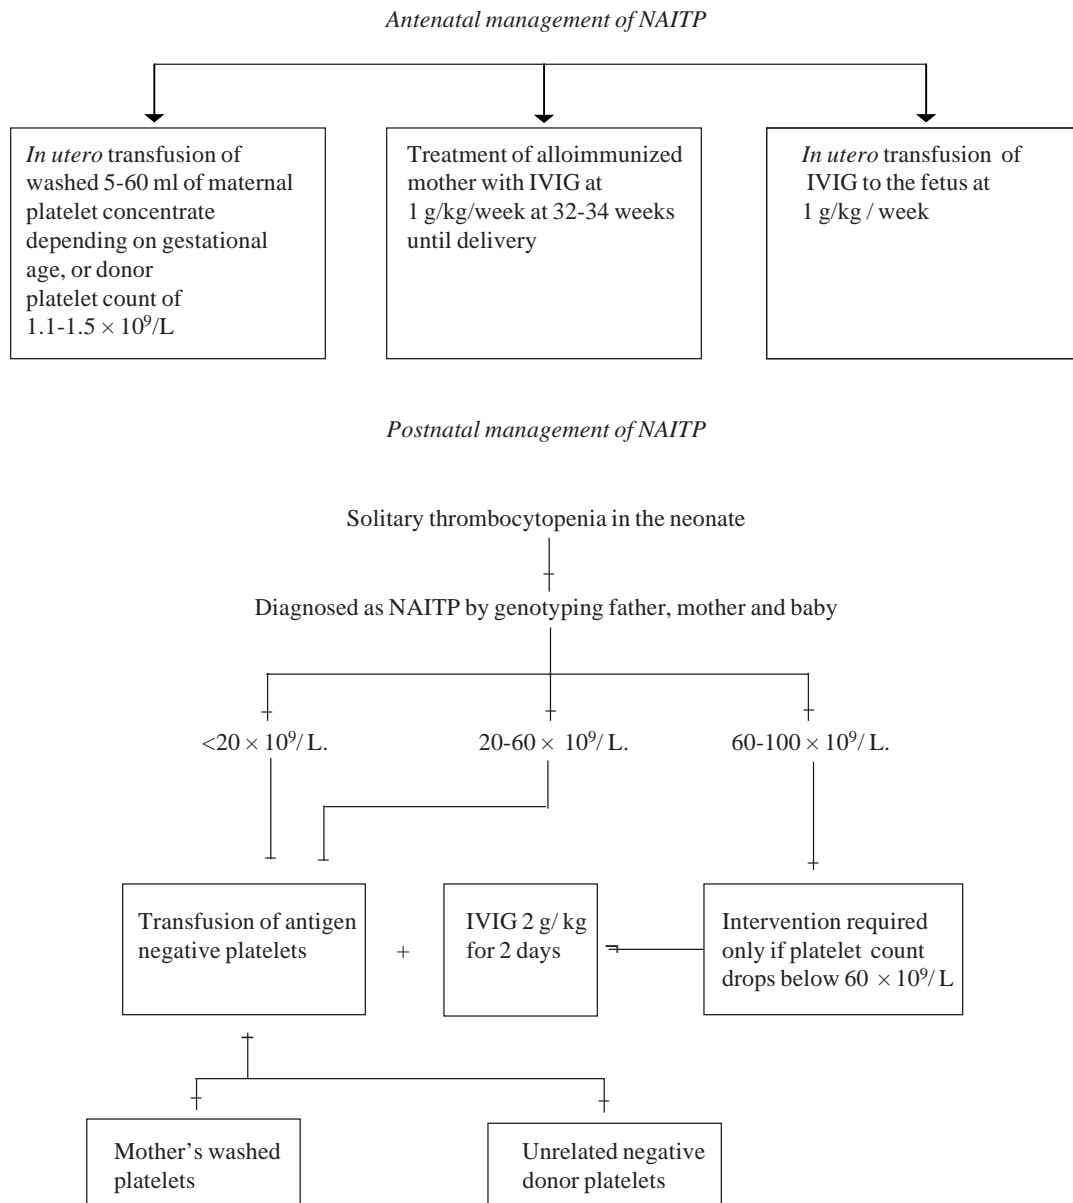 Antenatal management of NAITP
In utero transfusion of
washed 5-60 ml of maternal
platelet concentrate
depending on gestational
age, or donor
platelet count of
1.1-1.5 × 10⁹/L
Treatment of alloimmunized
mother with IVIG at
1 g/kg/week at 32-34 weeks
until delivery
In utero transfusion of
IVIG to the fetus at
1 g/kg / week
Postnatal management of NAITP
Solitary thrombocytopenia in the neonate
Diagnosed as NAITP by genotyping father, mother and baby
<20 × 10⁹/ L.
20-60 × 10⁹/ L.
60-100 × 10⁹/ L.
Transfusion of antigen
negative platelets
+
IVIG 2 g/ kg
for 2 days
Intervention required
only if platelet count
drops below 60 × 10⁹/ L
Mother's washed
platelets
Unrelated negative
donor platelets